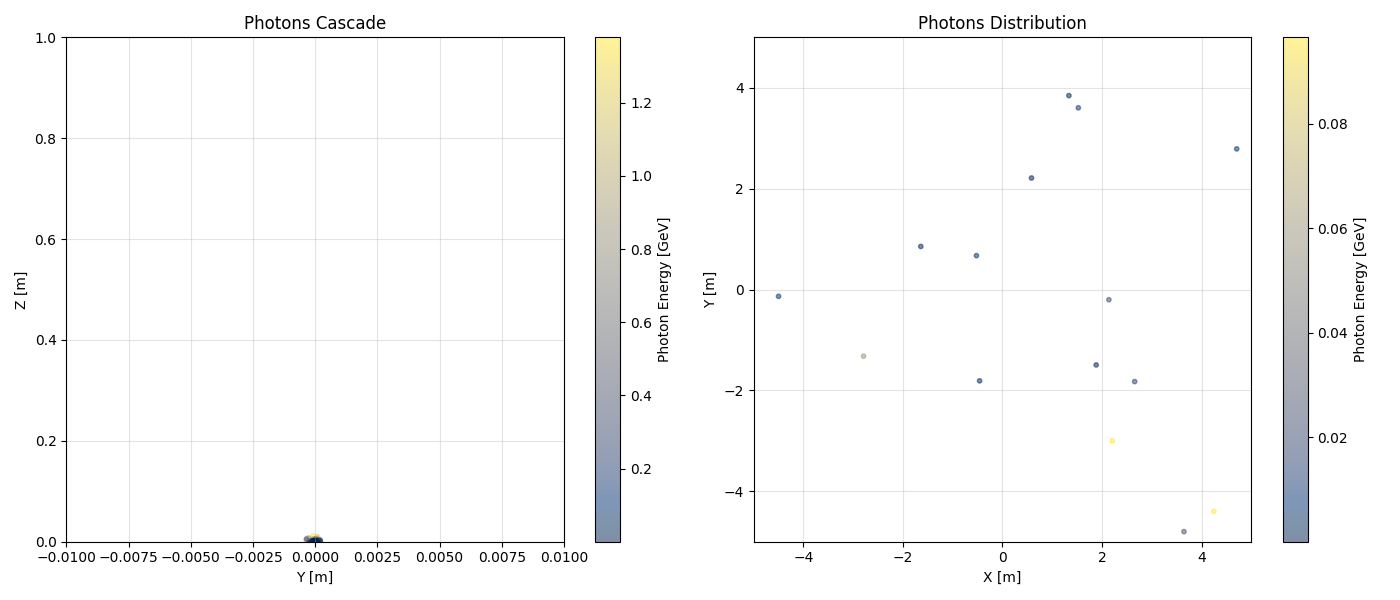 Photons Cascade
1.0
0.8
0.6
0.4
0.2
0.0
Z [m]
−0.0100 −0.0075 −0.0050 −0.0025 0.0000 0.0025 0.0050 0.0075 0.0100
Y [m]
1.2
1.0
0.8
0.6
0.4
0.2
Photon Energy [GeV]
Photons Distribution
4
2
0
−2
−4
Y [m]
−4 −2 0 2 4
X [m]
0.08
0.06
0.04
0.02
Photon Energy [GeV]